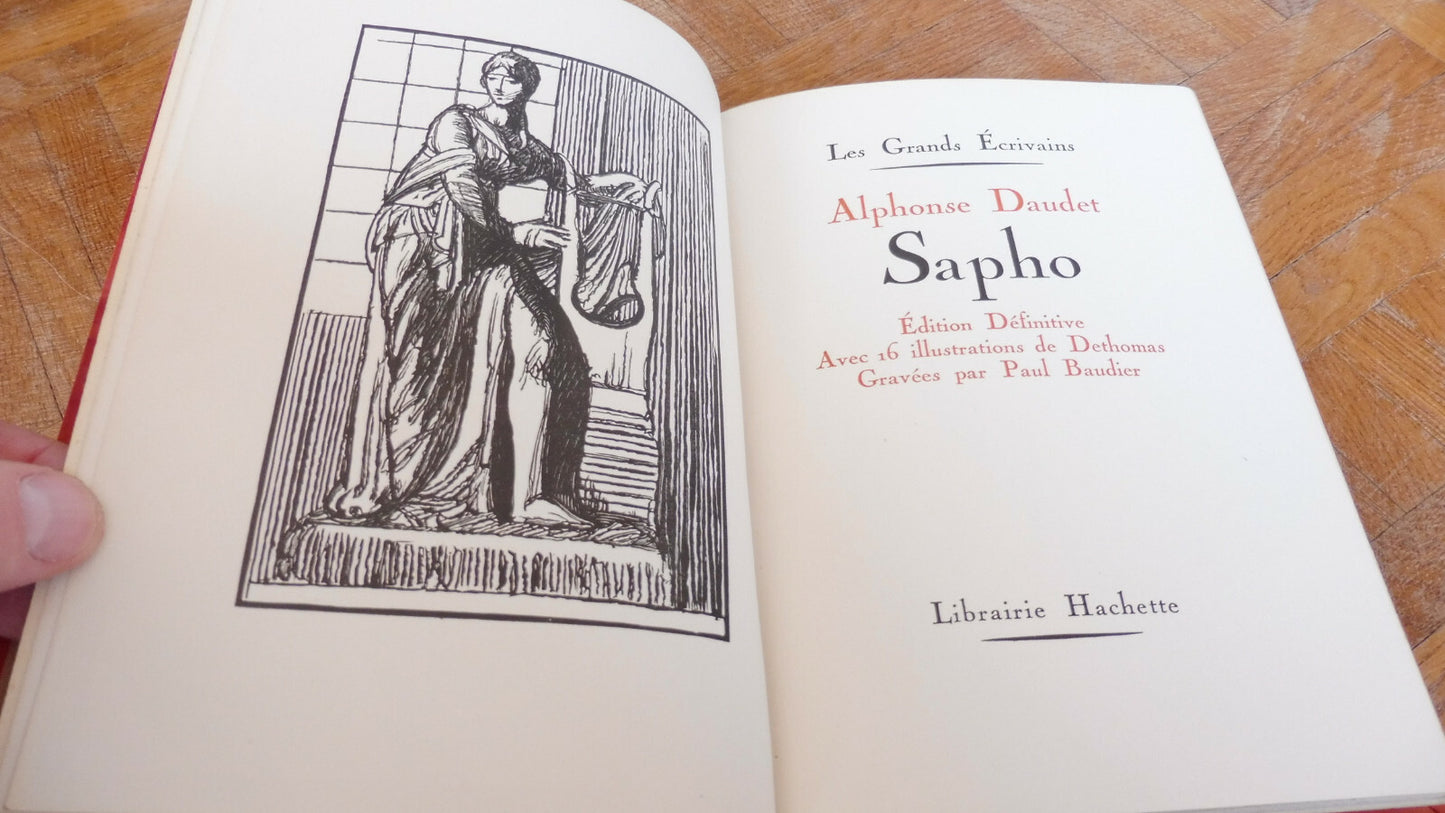 Les Grands Écrivains
Alphonse Daudet
Sapho
Édition Définitive
Avec 16 illustrations de Dethomas
Gravées par Paul Baudier
Librairie Hachette